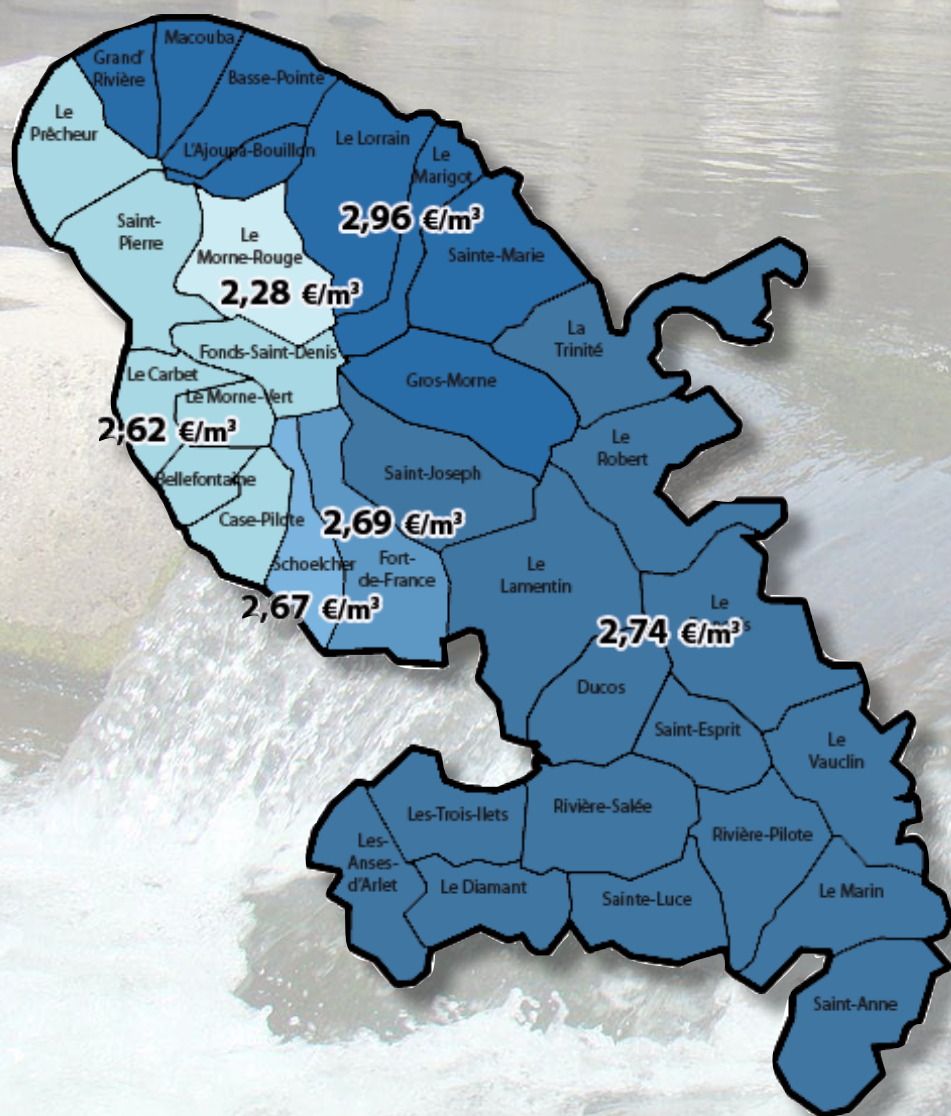 Macouba
Grand'
Rivière
Basse-Pointe
Le
Prêcheur
L'Ajoupa-Bouillon
Le Lorrain
Le
Marigot
Saint-
Pierre
Le
Morne-Rouge
2,96 €/m³
Sainte-Marie
2,28 €/m³
La
Trinité
Fonds-Saint-Denis
Le Carbet
Gros-Morne
Le Morne-Vert
2,62 €/m³
Le
Robert
Saint-Joseph
Bellefontaine
Case-Pilote
2,69 €/m³
Schoelcher
Fort-
de-France
Le
Lamentin
2,67 €/m³
Le
2,74 €/m³
Ducos
Saint-Esprit
Le
Vauclin
Les-Trois-Ilets
Rivière-Salée
Rivière-Pilote
Les-
Anses-
d'Arlet
Le Diamant
Sainte-Luce
Le Marin
Saint-Anne